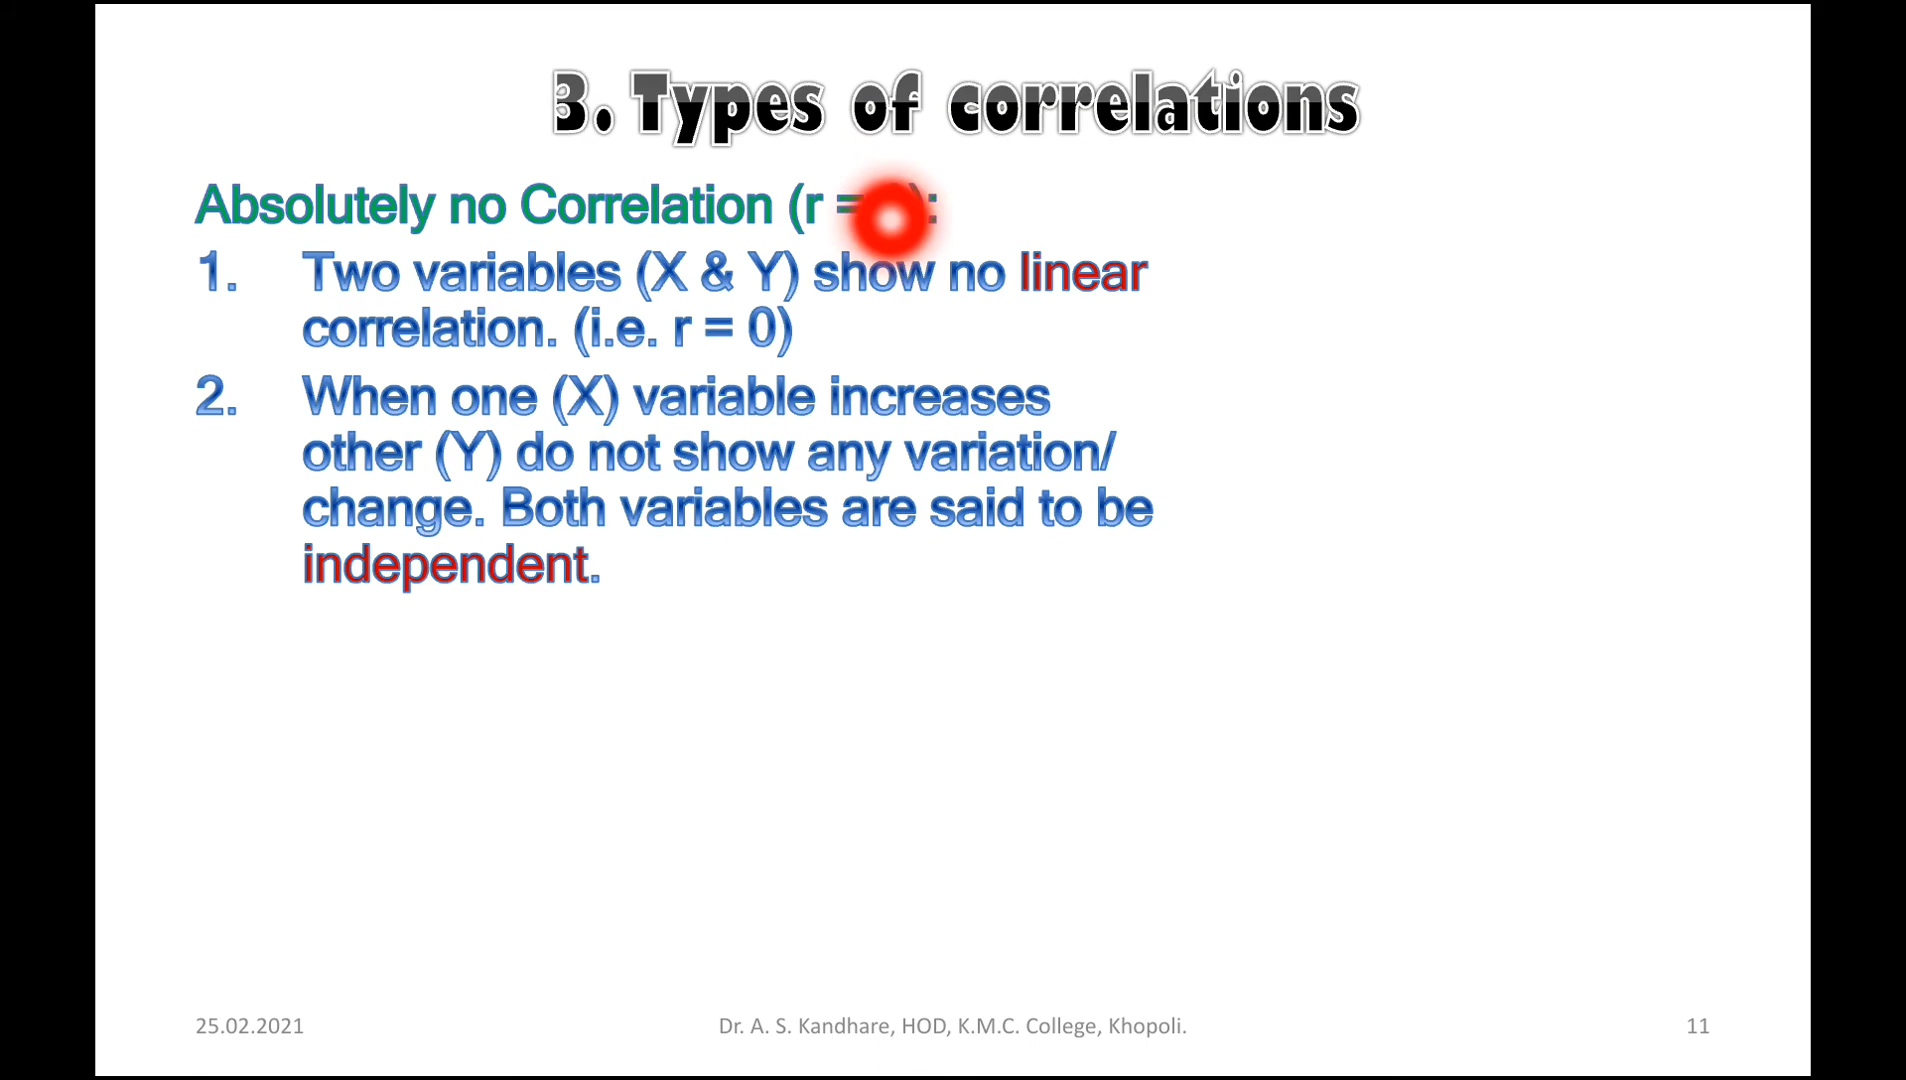 3. Types of correlations
Absolutely no Correlation (r = ):
1. Two variables (X & Y) show no linear
correlation. (i.e. r = 0)
2. When one (X) variable increases
other (Y) do not show any variation/
change. Both variables are said to be
independent.
25.02.2021
Dr. A. S. Kandhare, HOD, K.M.C. College, Khopoli.
11